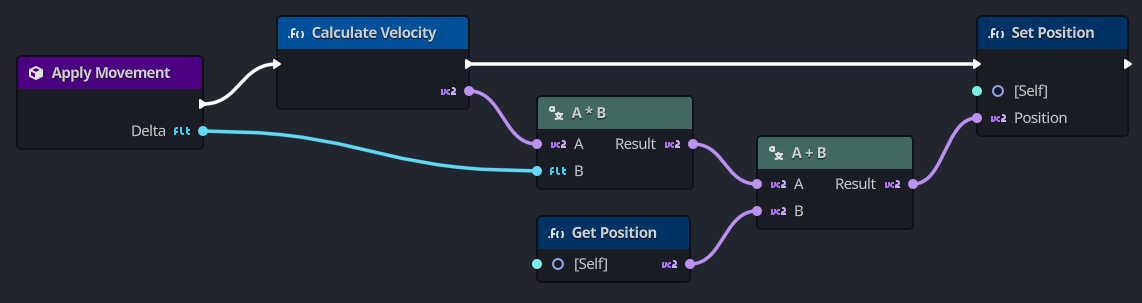 .f() Calculate Velocity
.f() Set Position
Apply Movement
vc2
[Self]
A * B
vc2 Position
Delta flt
vc2 A Result vc2
A + B
flt B
vc2 A Result vc2
vc2 B
.f() Get Position
[Self] vc2